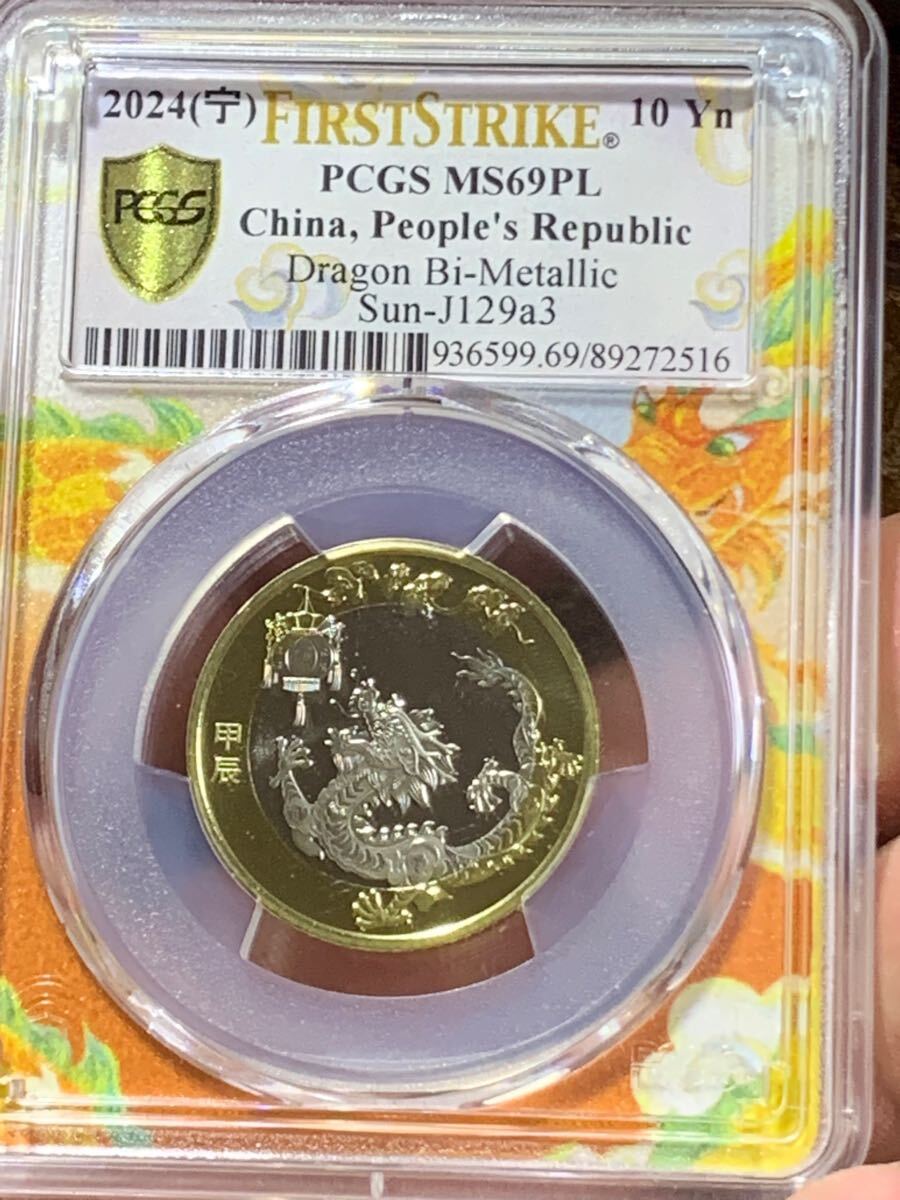 2024(宁) FIRSTSTRIKE® 10 Yn
PCGS
PCGS MS69PL
China, People's Republic
Dragon Bi-Metallic
Sun-J129a3
936599.69/89272516
甲辰